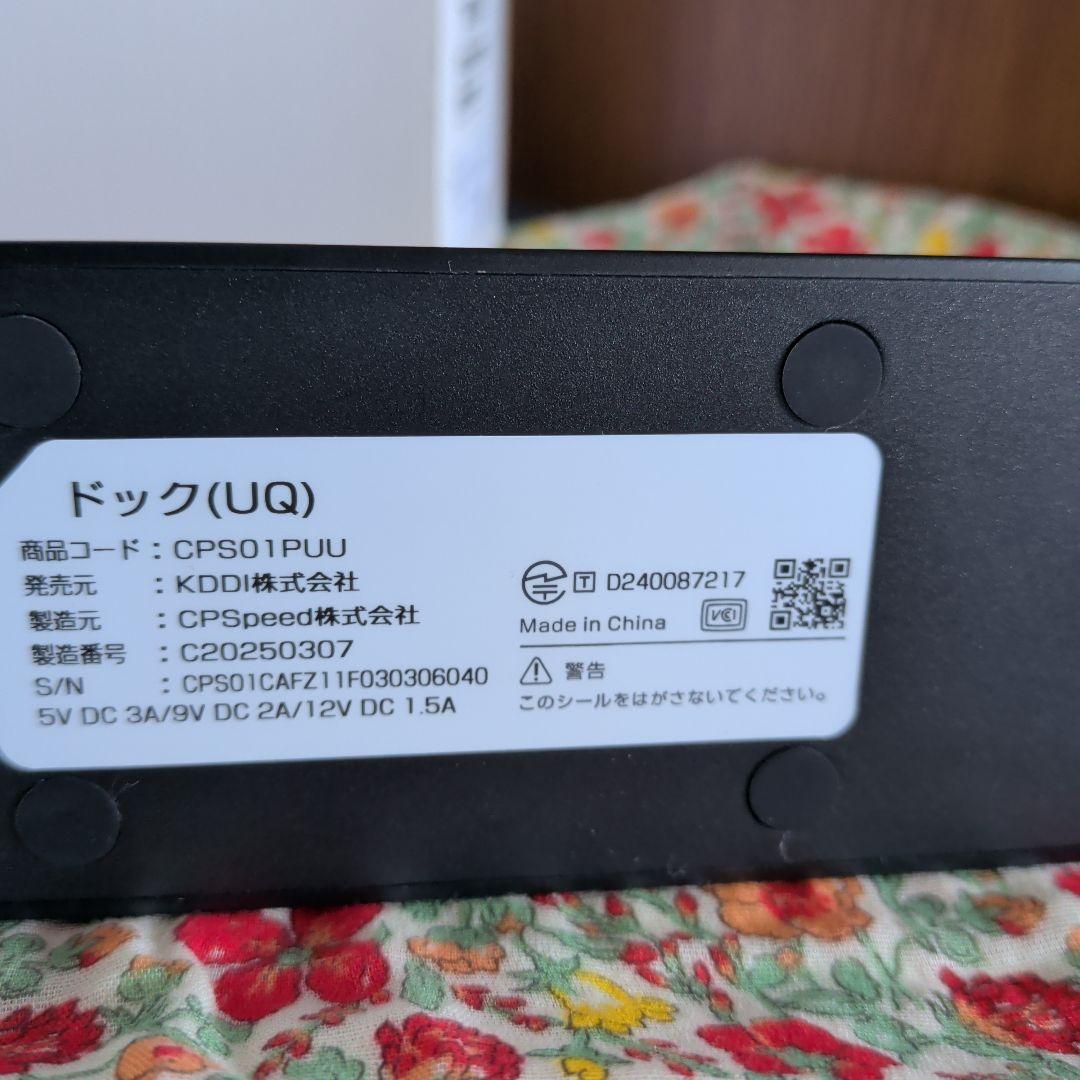 ドック(UQ)
商品コード : CPS01PUU
発売元 : KDDI株式会社
製造元 : CPSpeed株式会社
製造番号 : C20250307
S/N : CPS01CAFZ11F030306040
5V DC 3A/9V DC 2A/12V DC 1.5A
T D240087217
Made in China VCI
警告
このシールをはがさないでください。